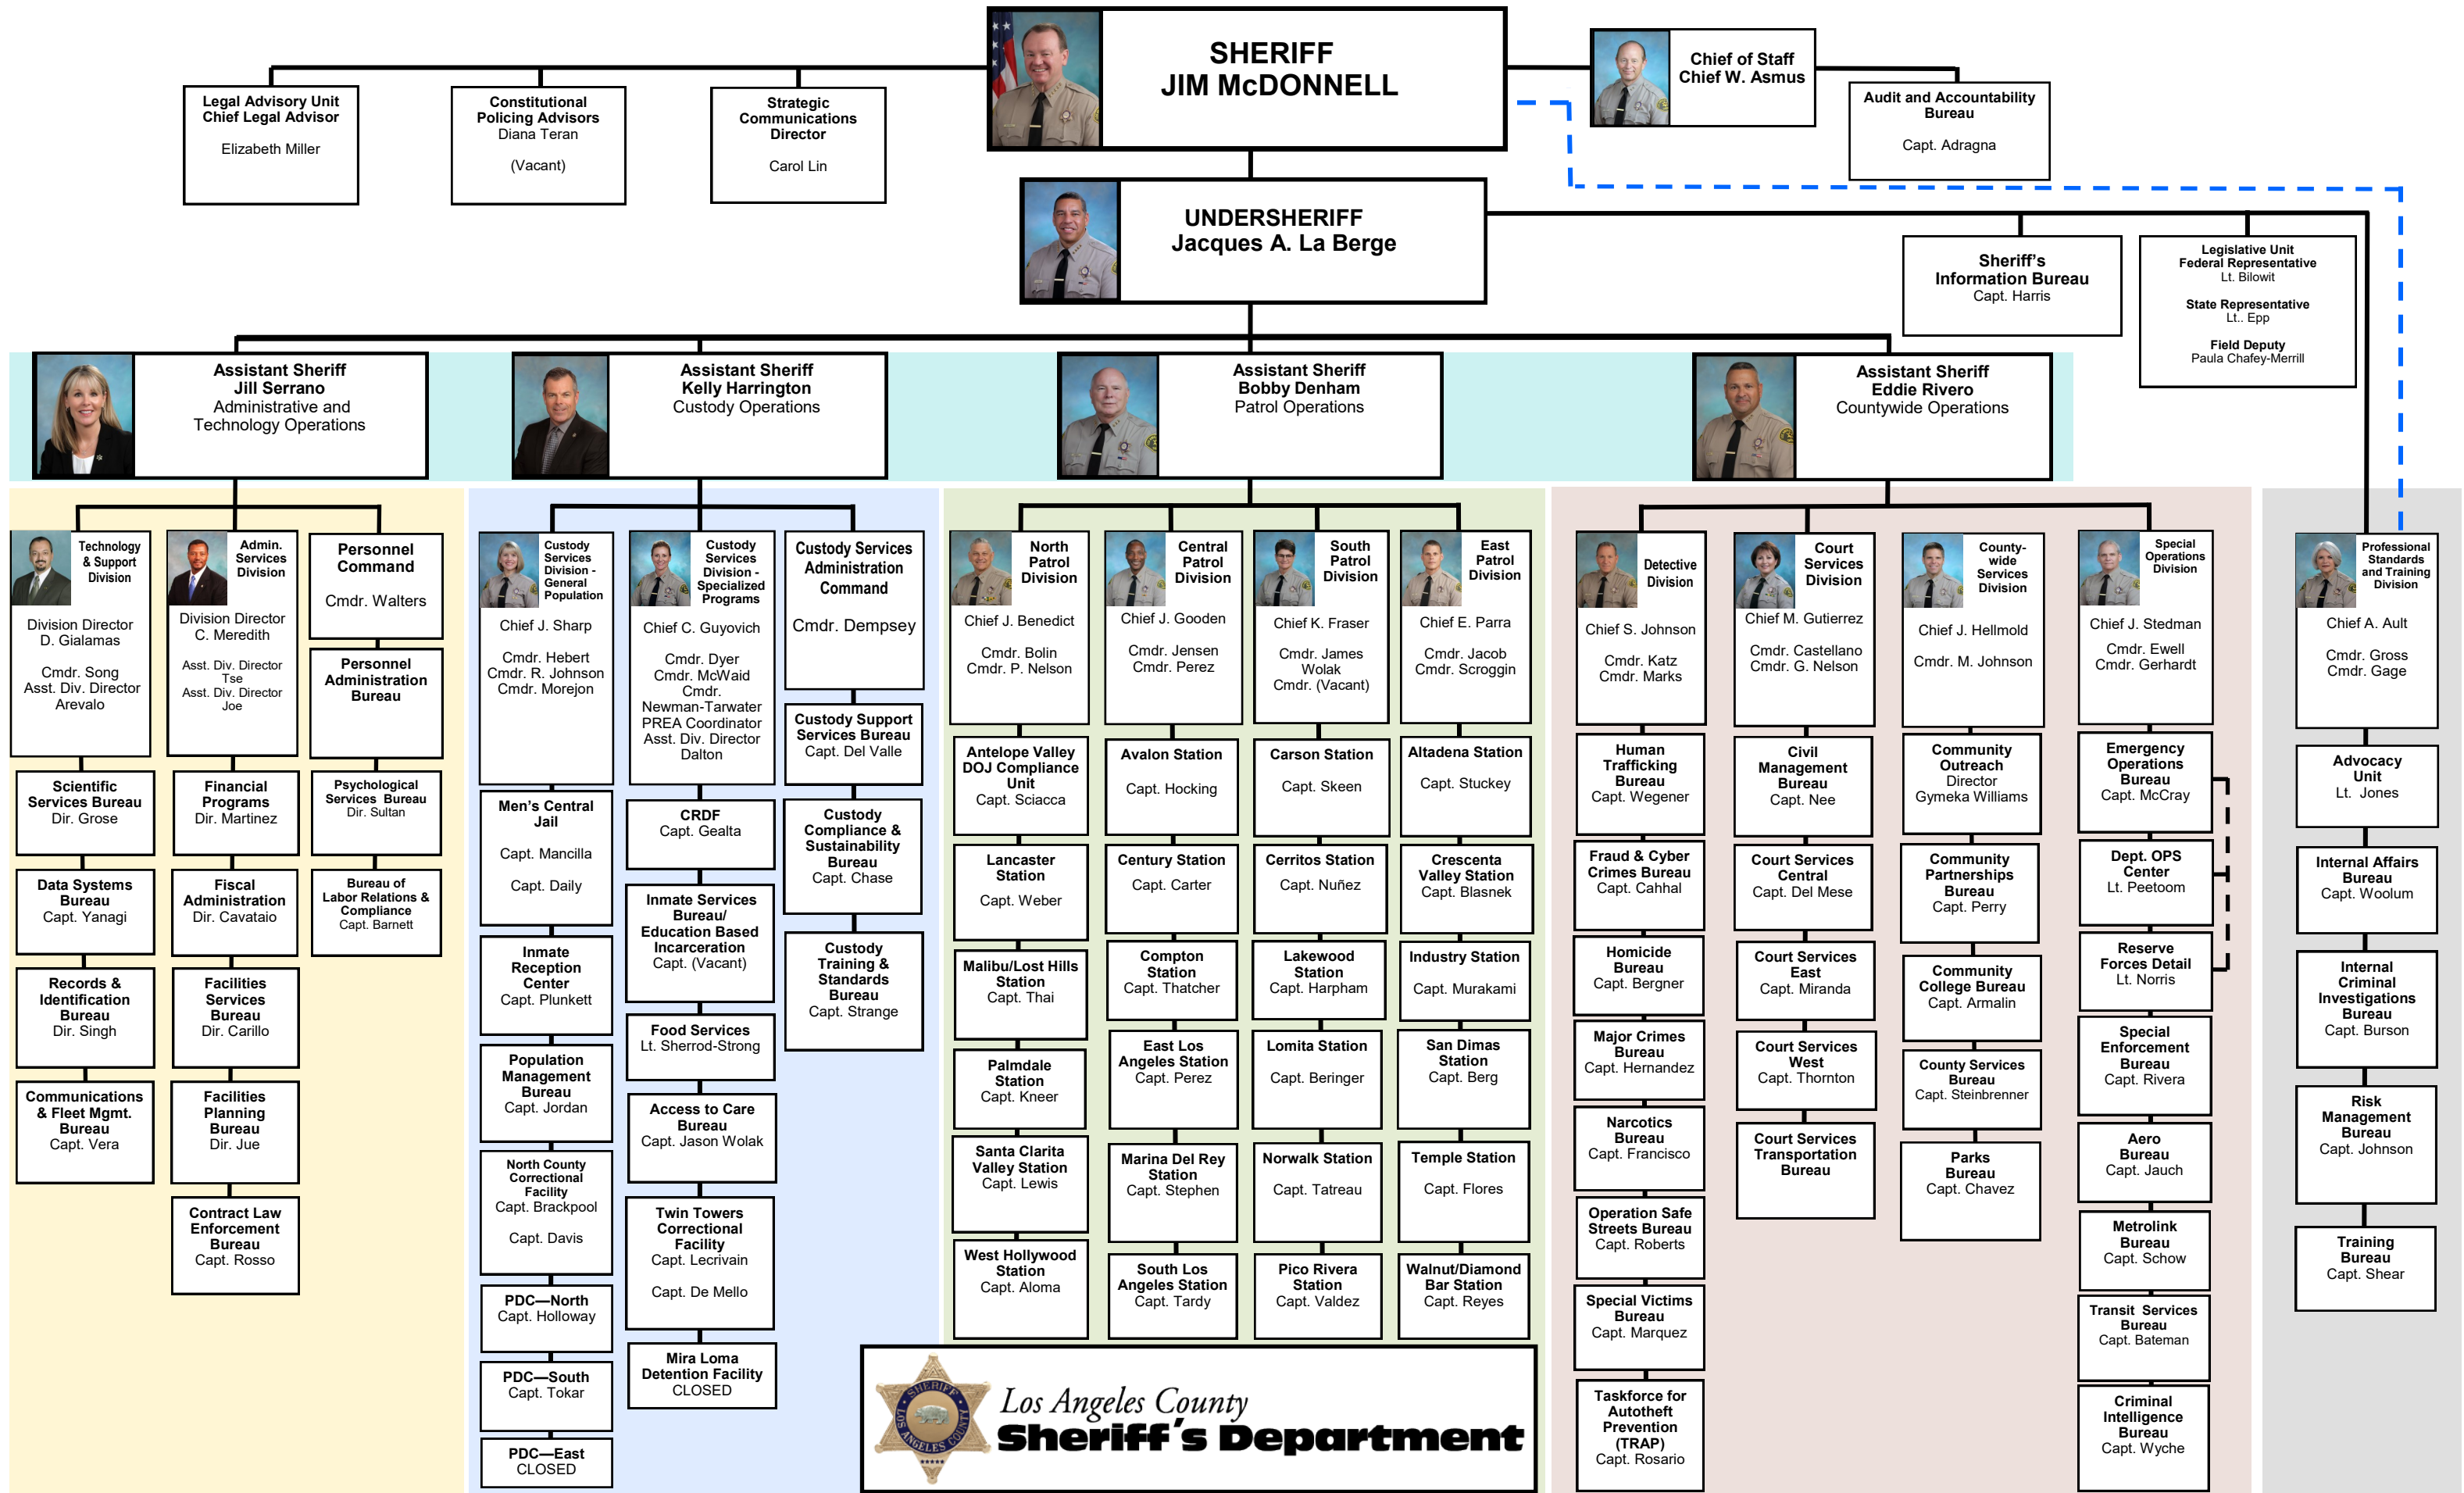 SHERIFF
JIM McDONNELL
Chief of Staff
Chief W. Asmus
Audit and Accountability
Bureau
Capt. Adragna
Legal Advisory Unit
Chief Legal Advisor
Elizabeth Miller
Constitutional
Policing Advisors
Diana Teran
(Vacant)
Strategic
Communications
Director
Carol Lin
UNDERSHERIFF
Jacques A. La Berge
Sheriff's
Information Bureau
Capt. Harris
Legislative Unit
Federal Representative
Lt. Bilowit
State Representative
Lt.. Epp
Field Deputy
Paula Chafey-Merrill
Assistant Sheriff
Jill Serrano
Administrative and
Technology Operations
Assistant Sheriff
Kelly Harrington
Custody Operations
Assistant Sheriff
Bobby Denham
Patrol Operations
Assistant Sheriff
Eddie Rivero
Countywide Operations
Technology
& Support
Division
Division Director
D. Gialamas
Cmdr. Song
Asst. Div. Director
Arevalo
Scientific
Services Bureau
Dir. Grose
Data Systems
Bureau
Capt. Yanagi
Records &
Identification
Bureau
Dir. Singh
Communications
& Fleet Mgmt.
Bureau
Capt. Vera
Admin.
Services
Division
Division Director
C. Meredith
Asst. Div. Director
Tse
Asst. Div. Director
Joe
Financial
Programs
Dir. Martinez
Fiscal
Administration
Dir. Cavataio
Facilities
Services
Bureau
Dir. Carillo
Facilities
Planning
Bureau
Dir. Jue
Contract Law
Enforcement
Bureau
Capt. Rosso
Personnel
Command
Cmdr. Walters
Personnel
Administration
Bureau
Psychological
Services Bureau
Dir. Sultan
Bureau of
Labor Relations &
Compliance
Capt. Barnett
Custody
Services
Division -
General
Population
Chief J. Sharp
Cmdr. Hebert
Cmdr. R. Johnson
Cmdr. Morejon
Men's Central
Jail
Capt. Mancilla
Capt. Daily
Inmate
Reception
Center
Capt. Plunkett
Population
Management
Bureau
Capt. Jordan
North County
Correctional
Facility
Capt. Brackpool
Capt. Davis
PDC—North
Capt. Holloway
PDC—South
Capt. Tokar
PDC—East
CLOSED
Custody
Services
Division -
Specialized
Programs
Chief C. Guyovich
Cmdr. Dyer
Cmdr. McWaid
Cmdr.
Newman-Tarwater
PREA Coordinator
Asst. Div. Director
Dalton
CRDF
Capt. Gealta
Inmate Services
Bureau/
Education Based
Incarceration
Capt. (Vacant)
Food Services
Lt. Sherrod-Strong
Access to Care
Bureau
Capt. Jason Wolak
Twin Towers
Correctional
Facility
Capt. Lecrivain
Capt. De Mello
Mira Loma
Detention Facility
CLOSED
Custody Services
Administration
Command
Cmdr. Dempsey
Custody Support
Services Bureau
Capt. Del Valle
Custody
Compliance &
Sustainability
Bureau
Capt. Chase
Custody
Training &
Standards
Bureau
Capt. Strange
North
Patrol
Division
Chief J. Benedict
Cmdr. Bolin
Cmdr. P. Nelson
Antelope Valley
DOJ Compliance
Unit
Capt. Sciacca
Lancaster
Station
Capt. Weber
Malibu/Lost Hills
Station
Capt. Thai
Palmdale
Station
Capt. Kneer
Santa Clarita
Valley Station
Capt. Lewis
West Hollywood
Station
Capt. Aloma
Central
Patrol
Division
Chief J. Gooden
Cmdr. Jensen
Cmdr. Perez
Avalon Station
Capt. Hocking
Century Station
Capt. Carter
Compton
Station
Capt. Thatcher
East Los
Angeles Station
Capt. Perez
Marina Del Rey
Station
Capt. Stephen
South Los
Angeles Station
Capt. Tardy
South
Patrol
Division
Chief K. Fraser
Cmdr. James
Wolak
Cmdr. (Vacant)
Carson Station
Capt. Skeen
Cerritos Station
Capt. Nuñez
Lakewood
Station
Capt. Harpham
Lomita Station
Capt. Beringer
Norwalk Station
Capt. Tatreau
Pico Rivera
Station
Capt. Valdez
East
Patrol
Division
Chief E. Parra
Cmdr. Jacob
Cmdr. Scroggin
Altadena Station
Capt. Stuckey
Crescenta
Valley Station
Capt. Blasnek
Industry Station
Capt. Murakami
San Dimas
Station
Capt. Berg
Temple Station
Capt. Flores
Walnut/Diamond
Bar Station
Capt. Reyes
Detective
Division
Chief S. Johnson
Cmdr. Katz
Cmdr. Marks
Human
Trafficking
Bureau
Capt. Wegener
Fraud & Cyber
Crimes Bureau
Capt. Cahhal
Homicide
Bureau
Capt. Bergner
Major Crimes
Bureau
Capt. Hernandez
Narcotics
Bureau
Capt. Francisco
Operation Safe
Streets Bureau
Capt. Roberts
Special Victims
Bureau
Capt. Marquez
Taskforce for
Autotheft
Prevention
(TRAP)
Capt. Rosario
Court
Services
Division
Chief M. Gutierrez
Cmdr. Castellano
Cmdr. G. Nelson
Civil
Management
Bureau
Capt. Nee
Court Services
Central
Capt. Del Mese
Court Services
East
Capt. Miranda
Court Services
West
Capt. Thornton
Court Services
Transportation
Bureau
County-
wide
Services
Division
Chief J. Hellmold
Cmdr. M. Johnson
Community
Outreach
Director
Gymeka Williams
Community
Partnerships
Bureau
Capt. Perry
Community
College Bureau
Capt. Armalin
County Services
Bureau
Capt. Steinbrenner
Parks
Bureau
Capt. Chavez
Special
Operations
Division
Chief J. Stedman
Cmdr. Ewell
Cmdr. Gerhardt
Emergency
Operations
Bureau
Capt. McCray
Dept. OPS
Center
Lt. Peetoom
Reserve
Forces Detail
Lt. Norris
Special
Enforcement
Bureau
Capt. Rivera
Aero
Bureau
Capt. Jauch
Metrolink
Bureau
Capt. Schow
Transit Services
Bureau
Capt. Bateman
Criminal
Intelligence
Bureau
Capt. Wyche
Professional
Standards
and Training
Division
Chief A. Ault
Cmdr. Gross
Cmdr. Gage
Advocacy
Unit
Lt. Jones
Internal Affairs
Bureau
Capt. Woolum
Internal
Criminal
Investigations
Bureau
Capt. Burson
Risk
Management
Bureau
Capt. Johnson
Training
Bureau
Capt. Shear
SHERIFF
LOS ANGELES COUNTY
Los Angeles County
Sheriff's Department